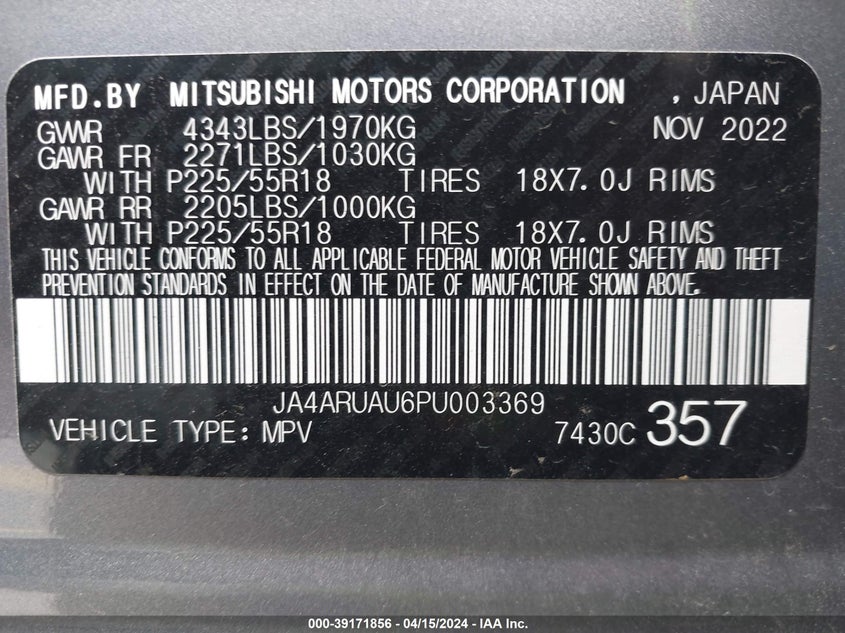 MFD.BY MITSUBISHI MOTORS CORPORATION , JAPAN
GVWR 4343LBS/1970KG NOV 2022
GAWR FR 2271LBS/1030KG
WITH P225/55R18 TIRES 18X7.0J RIMS
GAWR RR 2205LBS/1000KG
WITH P225/55R18 TIRES 18X7.0J RIMS
THIS VEHICLE CONFORMS TO ALL APPLICABLE FEDERAL MOTOR VEHICLE SAFETY AND THEFT
PREVENTION STANDARDS IN EFFECT ON THE DATE OF MANUFACTURE SHOWN ABOVE.
JA4ARUAU6PU003369
VEHICLE TYPE: MPV 7430C 357
000-39171856 - 04/15/2024 - IAA Inc.